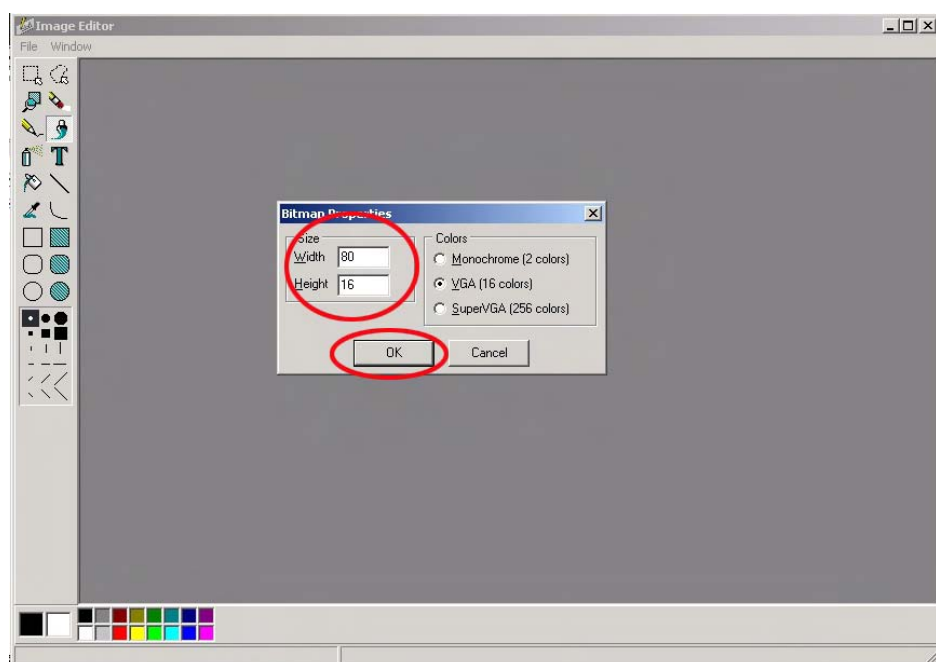 Image Editor
File Window
Bitmap Properties
Size
Width 80
Height 16
Colors
Monochrome (2 colors)
VGA (16 colors)
SuperVGA (256 colors)
OK Cancel
T